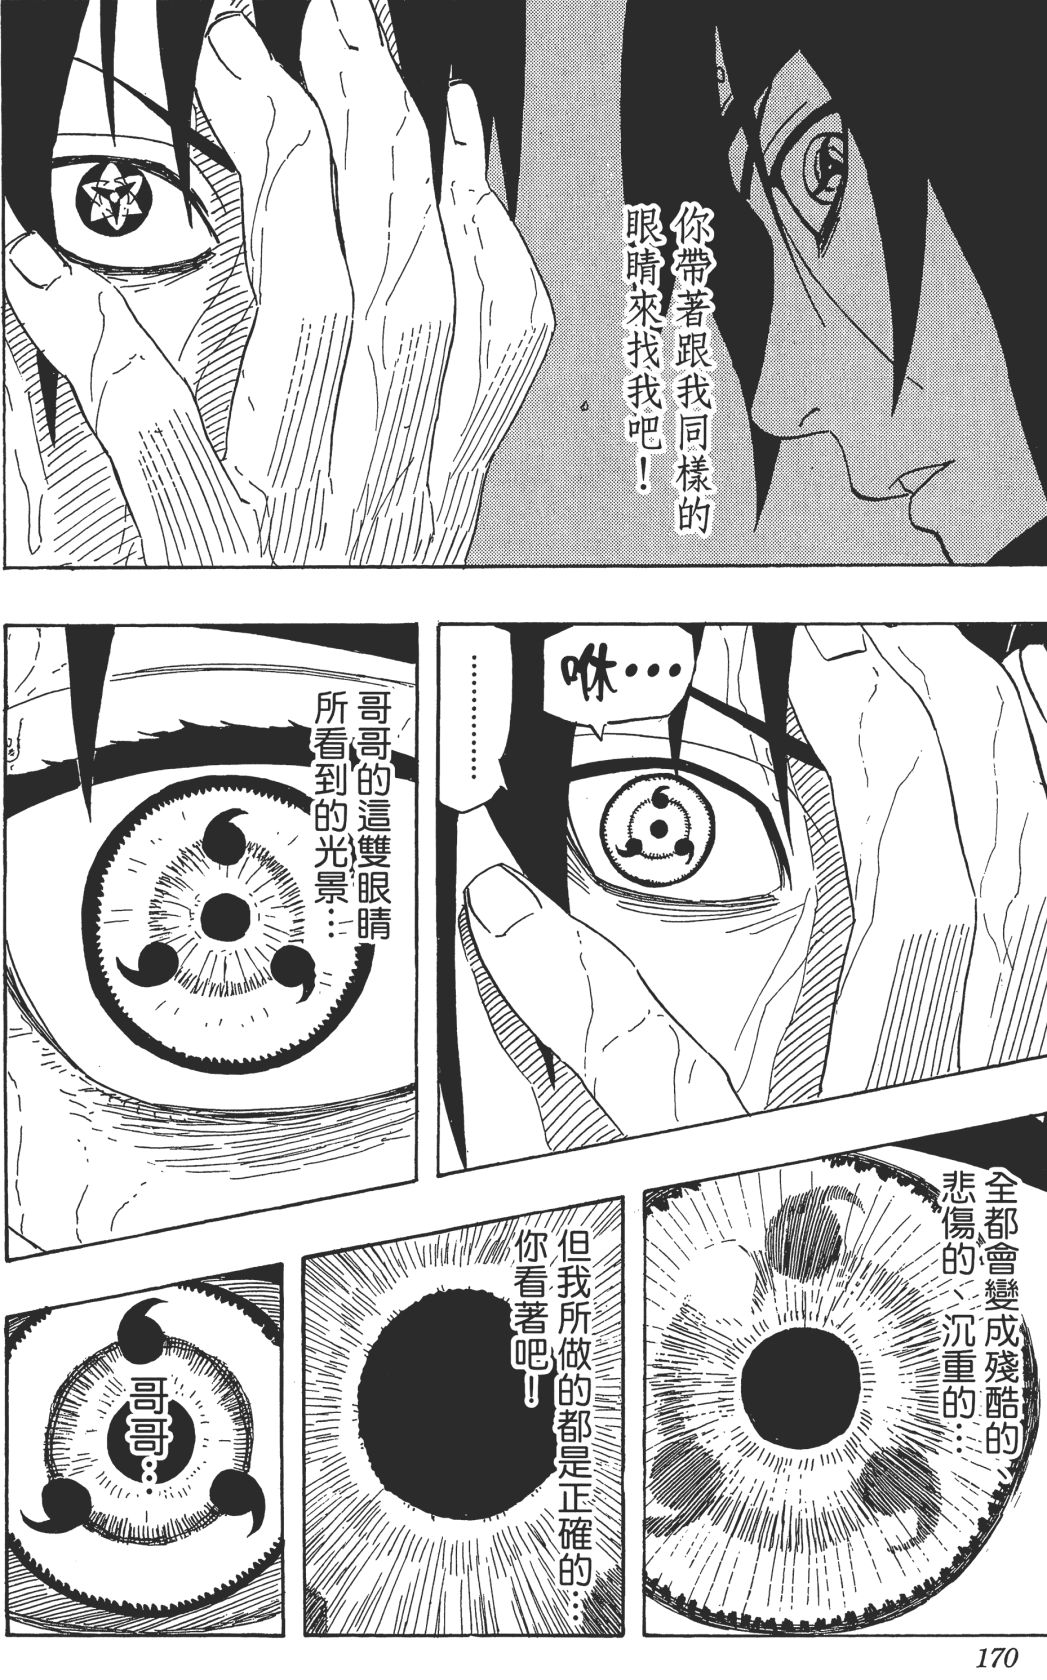 你帶著跟我同樣的
眼睛來找我吧！
咻•••
…………
哥哥的這雙眼睛
所看到的光景…
全都會變成殘酷的、
悲傷的、沉重的…
但我所做的都是正確的…
你看著吧！
哥哥…
170